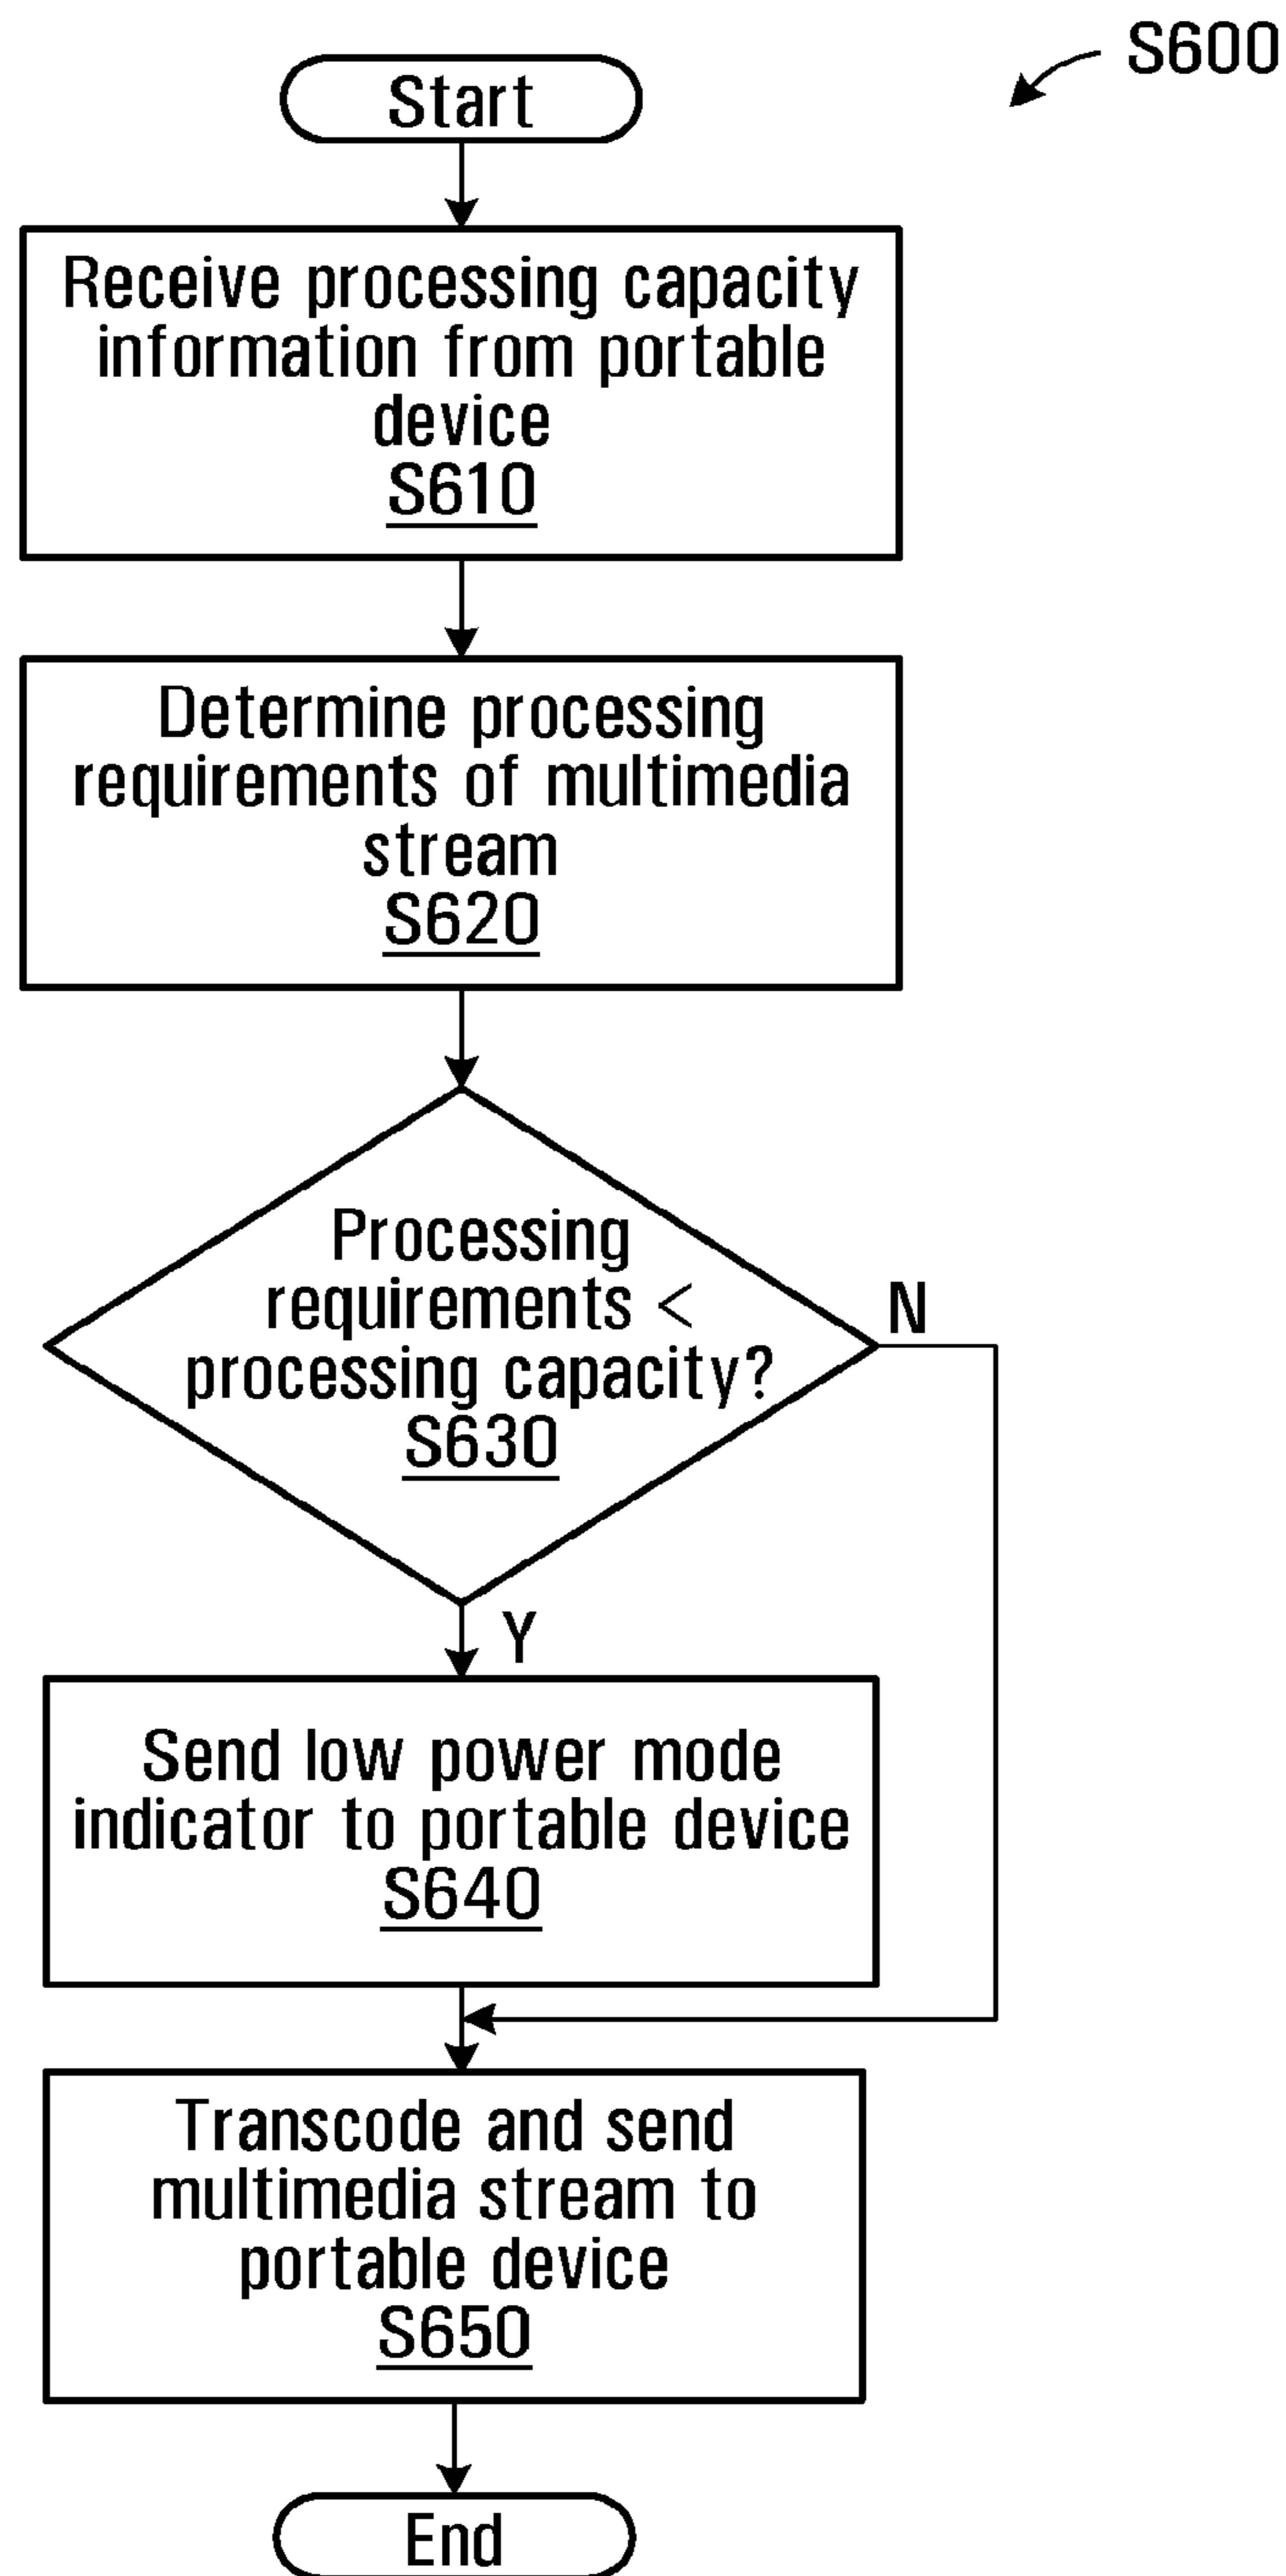 S600
Start
Receive processing capacity
information from portable
device
S610
Determine processing
requirements of multimedia
stream
S620
Processing
requirements <
processing capacity?
S630
N
Y
Send low power mode
indicator to portable device
S640
Transcode and send
multimedia stream to
portable device
S650
End